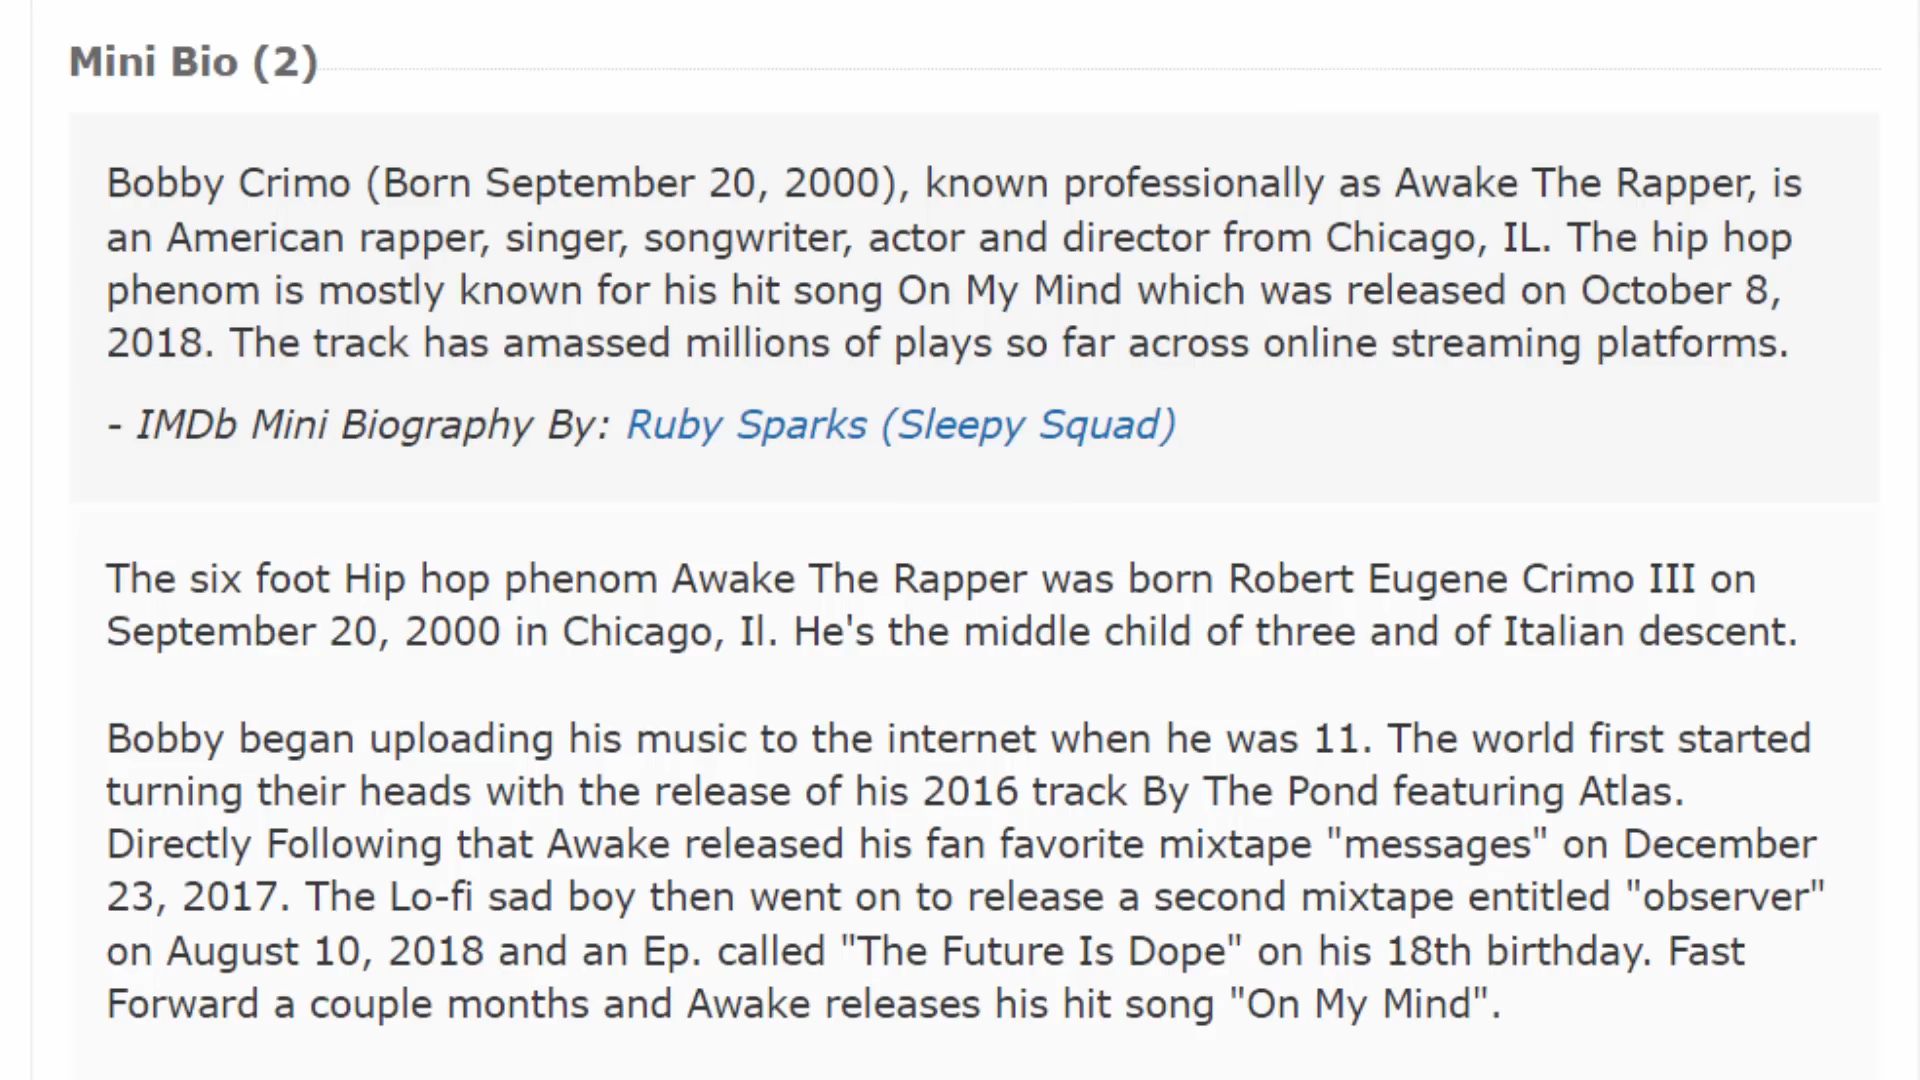 Mini Bio (2)
Bobby Crimo (Born September 20, 2000), known professionally as Awake The Rapper, is
an American rapper, singer, songwriter, actor and director from Chicago, IL. The hip hop
phenom is mostly known for his hit song On My Mind which was released on October 8,
2018. The track has amassed millions of plays so far across online streaming platforms.
- IMDb Mini Biography By: Ruby Sparks (Sleepy Squad)
The six foot Hip hop phenom Awake The Rapper was born Robert Eugene Crimo III on
September 20, 2000 in Chicago, Il. He's the middle child of three and of Italian descent.
Bobby began uploading his music to the internet when he was 11. The world first started
turning their heads with the release of his 2016 track By The Pond featuring Atlas.
Directly Following that Awake released his fan favorite mixtape "messages" on December
23, 2017. The Lo-fi sad boy then went on to release a second mixtape entitled "observer"
on August 10, 2018 and an Ep. called "The Future Is Dope" on his 18th birthday. Fast
Forward a couple months and Awake releases his hit song "On My Mind".